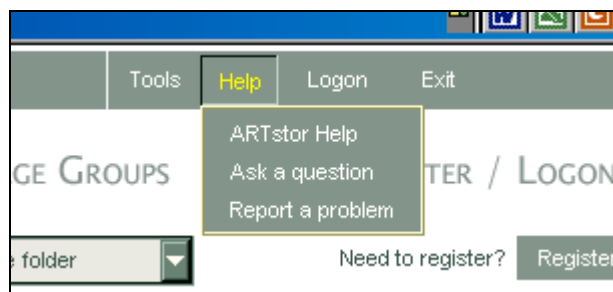 Tools Help Logon Exit
ARTstor Help
GE GROUPS TER / LOGON
Ask a question
Report a problem
folder Need to register? Register